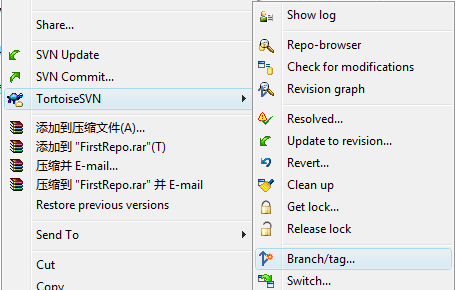 Share...
SVN Update
SVN Commit...
TortoiseSVN
添加到压缩文件(A)...
添加到 "FirstRepo.rar"(T)
压缩并 E-mail...
压缩到 "FirstRepo.rar" 并 E-mail
Restore previous versions
Send To
Cut
Copy
Show log
Repo-browser
Check for modifications
Revision graph
Resolved...
Update to revision...
Revert...
Clean up
Get lock...
Release lock
Branch/tag...
Switch...